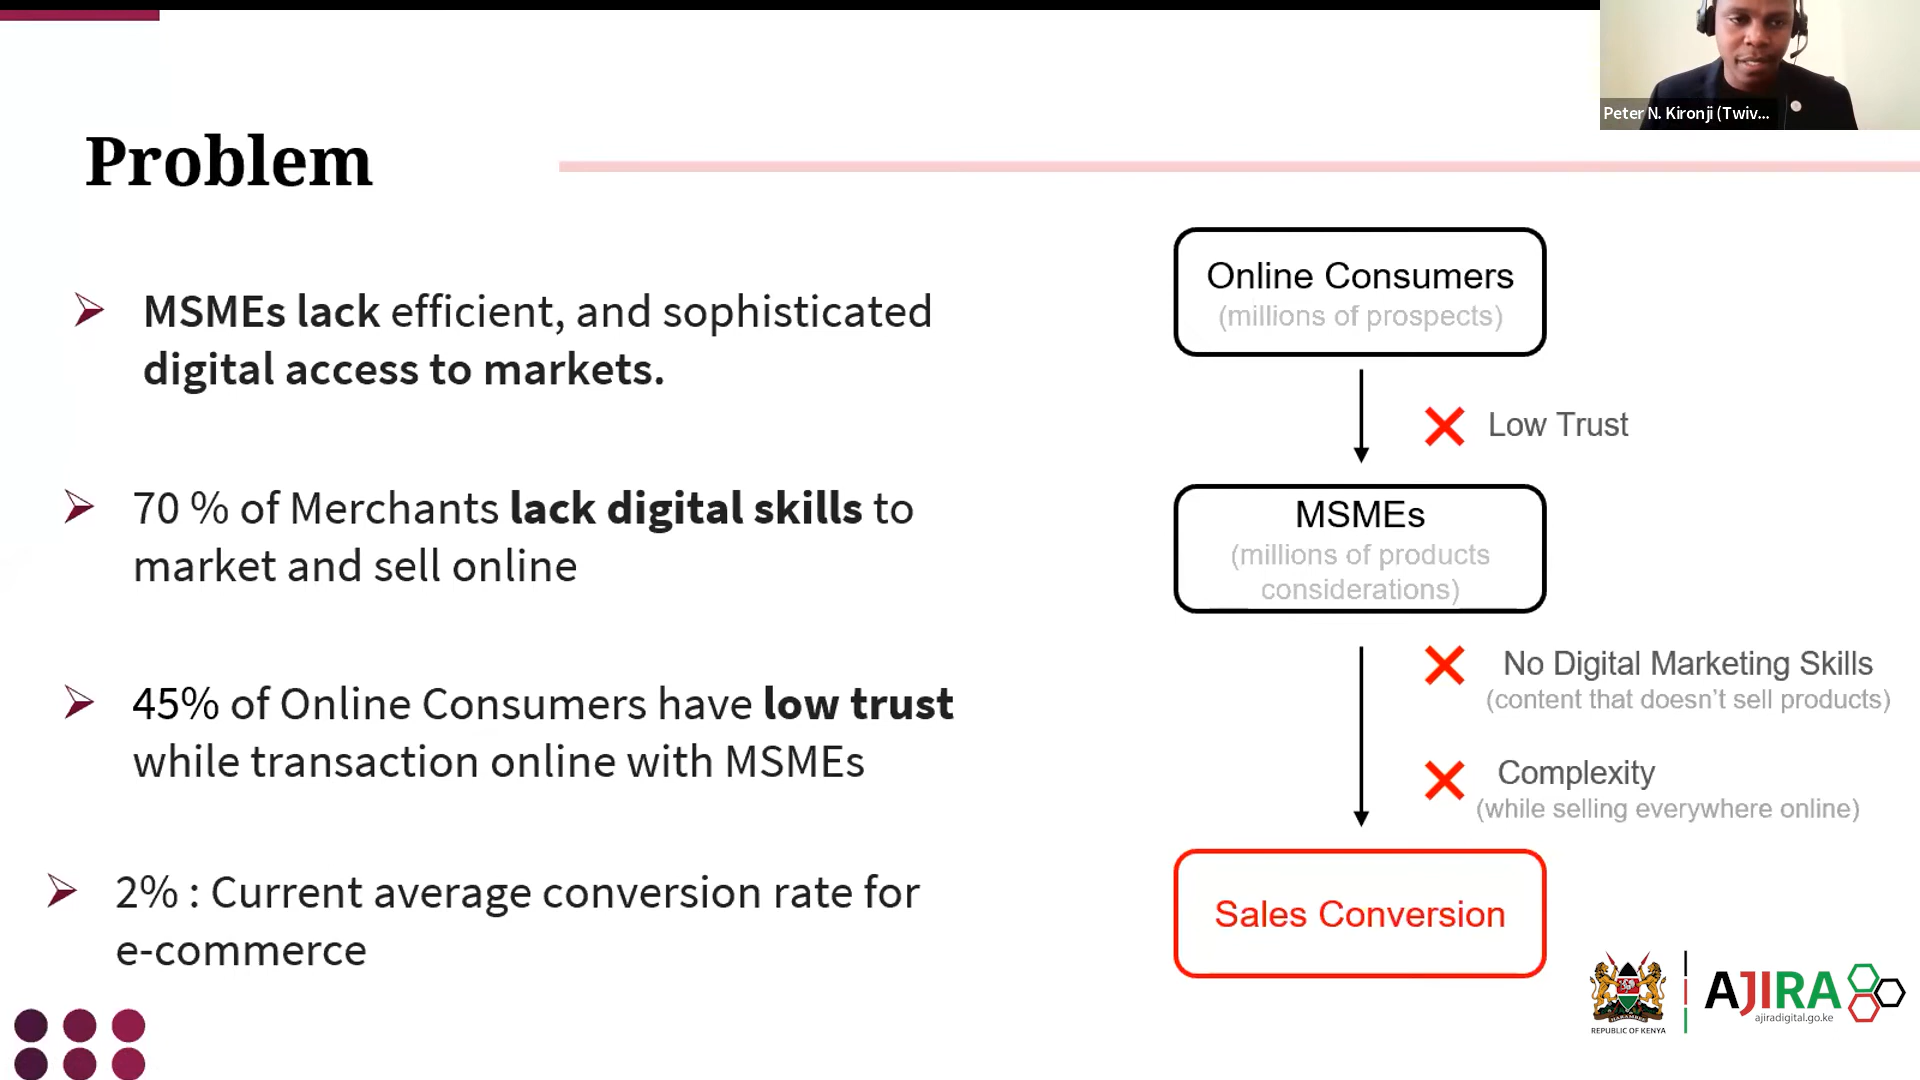 Peter N. Kironji (Twiv...
Problem
MSMEs lack efficient, and sophisticated
digital access to markets.
70 % of Merchants lack digital skills to
market and sell online
45% of Online Consumers have low trust
while transaction online with MSMEs
2% : Current average conversion rate for
e-commerce
Online Consumers
(millions of prospects)
Low Trust
MSMEs
(millions of products
considerations)
No Digital Marketing Skills
(content that doesn't sell products)
Complexity
(while selling everywhere online)
Sales Conversion
HARAMBEE
REPUBLIC OF KENYA
AJIRA
ajiradigital.go.ke